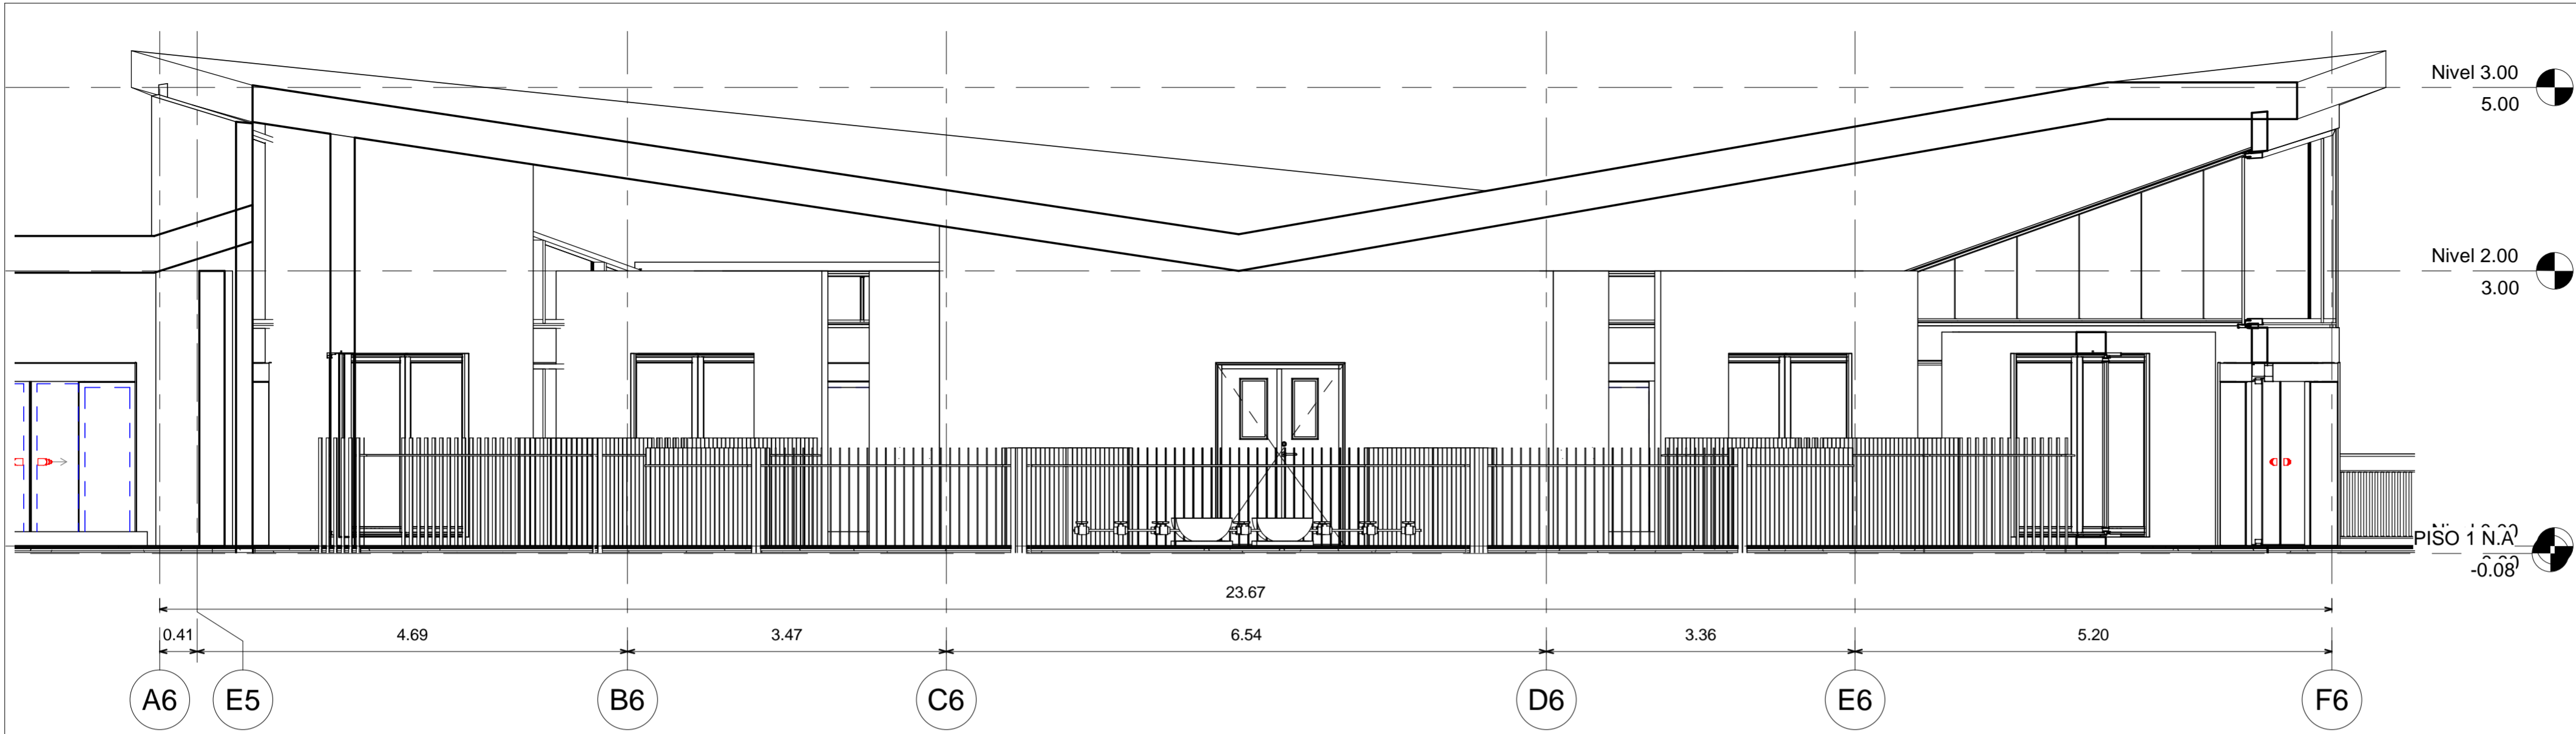 Nivel 3.00
5.00
Nivel 2.00
3.00
PISO 1 N.A
-0.08
23.67
0.41 4.69 3.47 6.54 3.36 5.20
A6 E5 B6 C6 D6 E6 F6